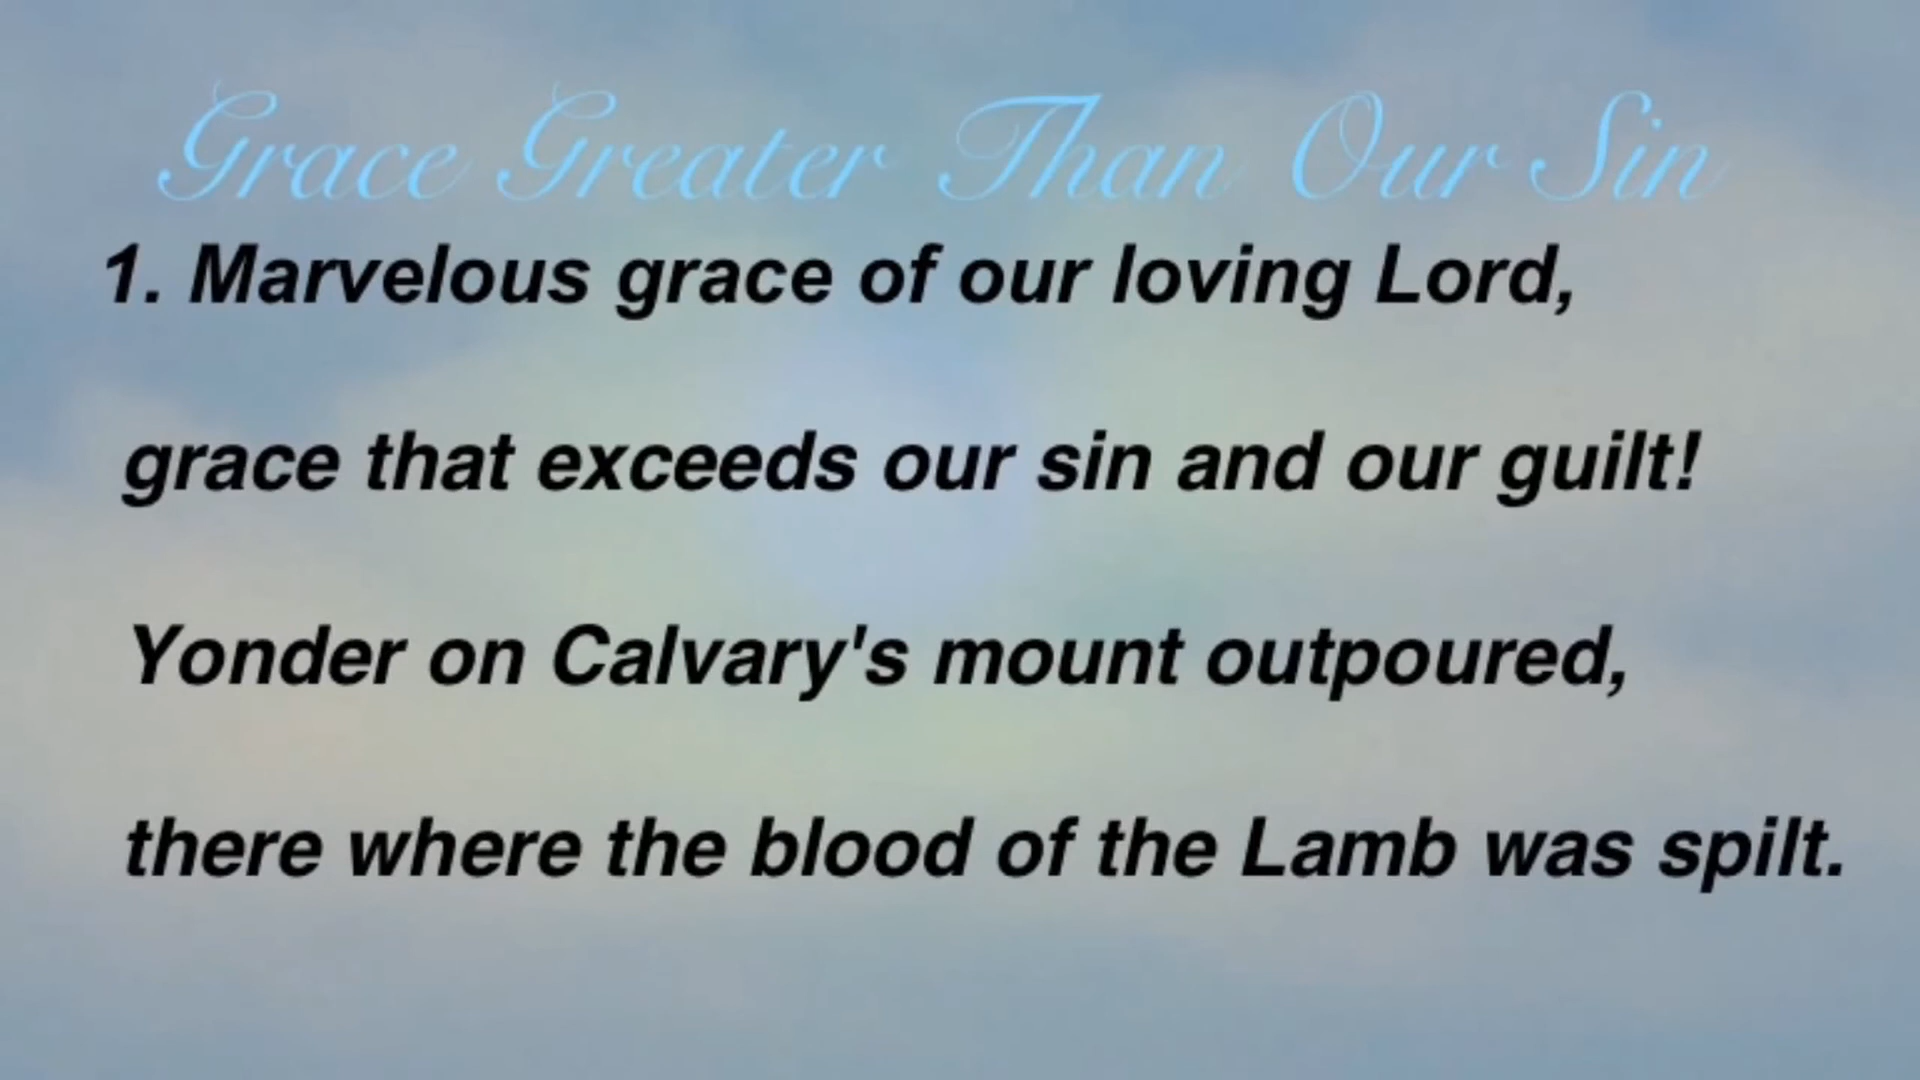 Grace Greater Than Our Sin
1. Marvelous grace of our loving Lord,
grace that exceeds our sin and our guilt!
Yonder on Calvary's mount outpoured,
there where the blood of the Lamb was spilt.